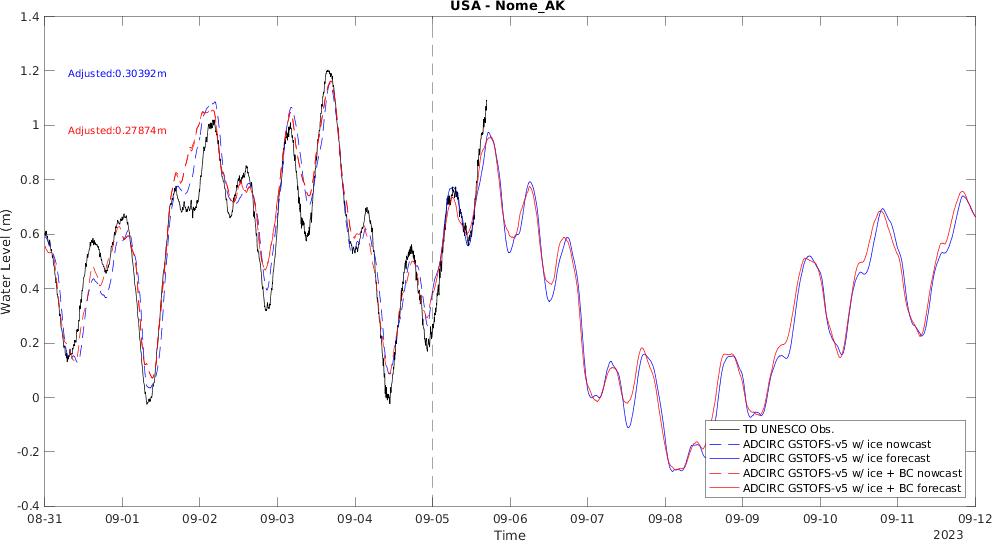 USA - Nome_AK
Adjusted:0.30392m
Adjusted:0.27874m
Water Level (m)
1.4
1.2
1
0.8
0.6
0.4
0.2
0
-0.2
-0.4
TD UNESCO Obs.
ADCIRC GSTOFS-v5 w/ ice nowcast
ADCIRC GSTOFS-v5 w/ ice forecast
ADCIRC GSTOFS-v5 w/ ice + BC nowcast
ADCIRC GSTOFS-v5 w/ ice + BC forecast
08-31 09-01 09-02 09-03 09-04 09-05 09-06 09-07 09-08 09-09 09-10 09-11 09-12
Time
2023